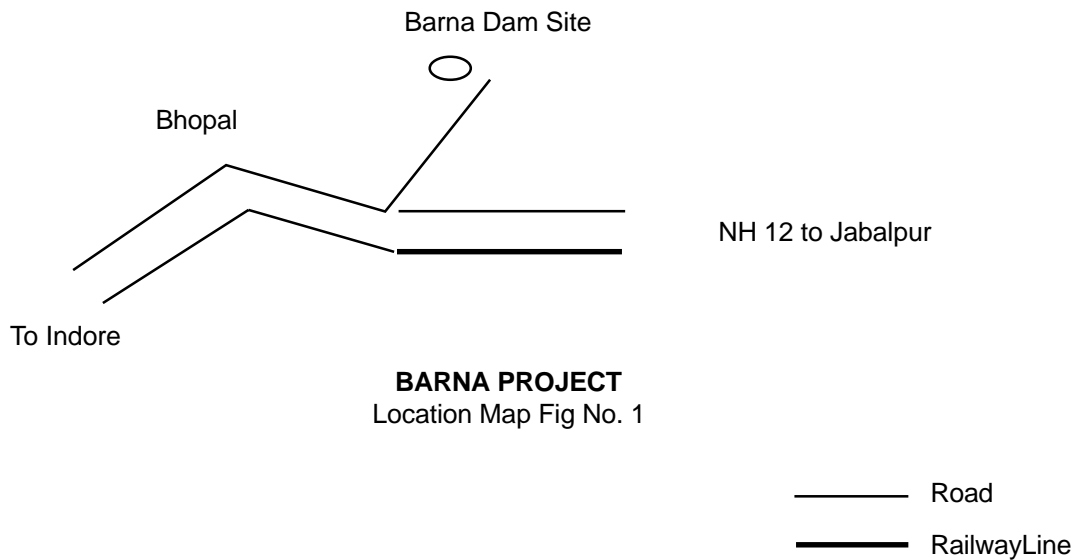 Barna Dam Site
Bhopal
NH 12 to Jabalpur
To Indore
BARNA PROJECT
Location Map Fig No. 1
Road
RailwayLine